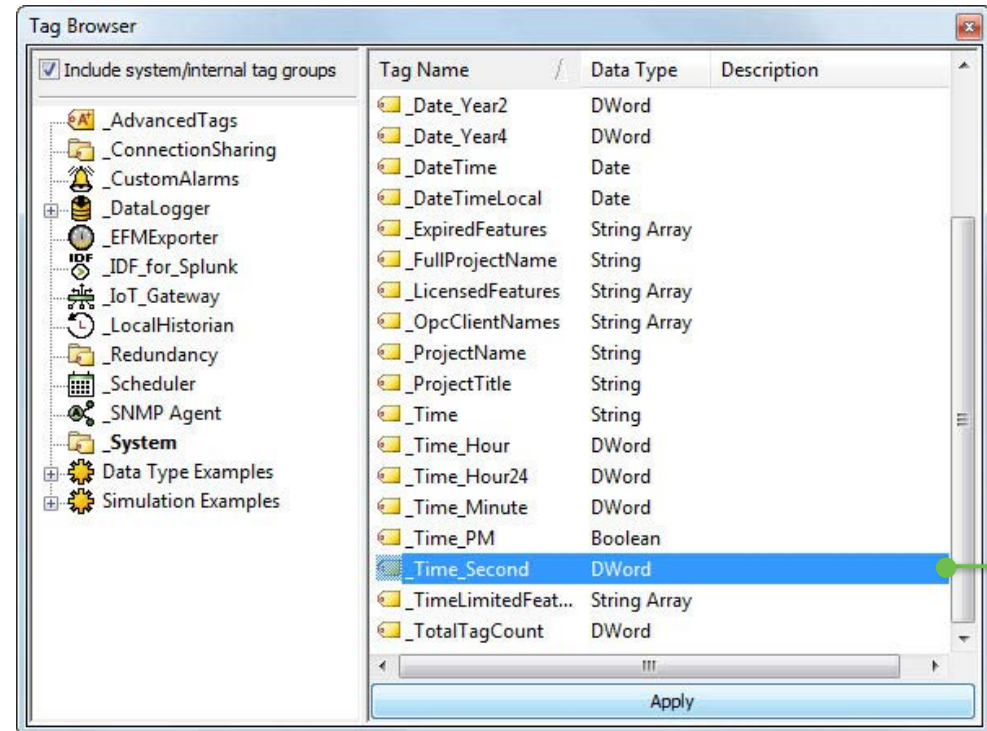 Tag Browser
Include system/internal tag groups
_AdvancedTags
_ConnectionSharing
_CustomAlarms
_DataLogger
_EFMExporter
IDF _IDF_for_Splunk
_IoT_Gateway
_LocalHistorian
_Redundancy
_Scheduler
_SNMP Agent
_System
Data Type Examples
Simulation Examples
Tag Name Data Type Description
_Date_Year2 DWord
_Date_Year4 DWord
_DateTime Date
_DateTimeLocal Date
_ExpiredFeatures String Array
_FullProjectName String
_LicensedFeatures String Array
_OpcClientNames String Array
_ProjectName String
_ProjectTitle String
_Time String
_Time_Hour DWord
_Time_Hour24 DWord
_Time_Minute DWord
_Time_PM Boolean
_Time_Second DWord
_TimeLimitedFeat... String Array
_TotalTagCount DWord
Apply